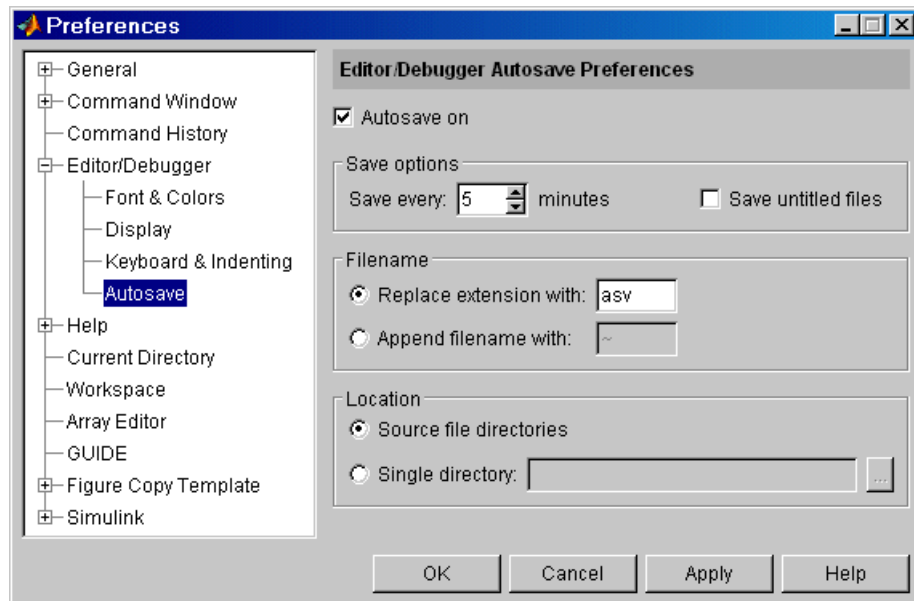 Preferences
General
Command Window
Command History
Editor/Debugger
Font & Colors
Display
Keyboard & Indenting
Autosave
Help
Current Directory
Workspace
Array Editor
GUIDE
Figure Copy Template
Simulink
Editor/Debugger Autosave Preferences
Autosave on
Save options
Save every: 5 minutes Save untitled files
Filename
Replace extension with: asv
Append filename with: ~
Location
Source file directories
Single directory: ...
OK Cancel Apply Help